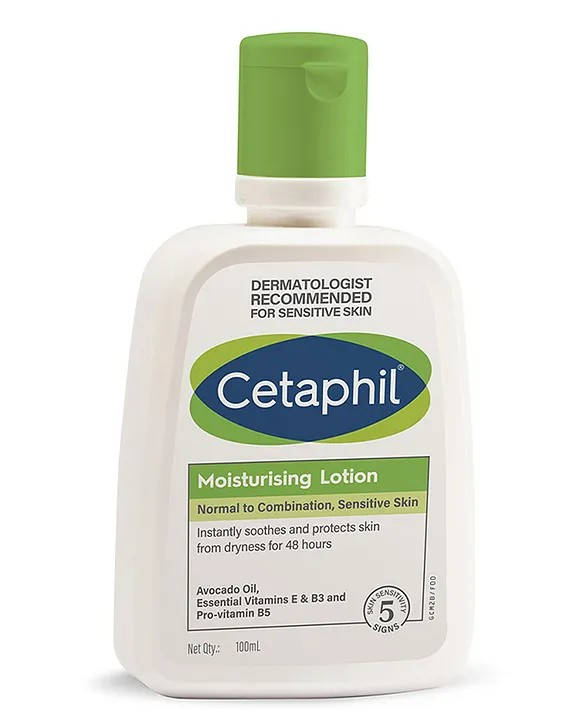 DERMATOLOGIST
RECOMMENDED
FOR SENSITIVE SKIN
Cetaphil®
Moisturising Lotion
Normal to Combination, Sensitive Skin
Instantly soothes and protects skin
from dryness for 48 hours
Avocado Oil,
Essential Vitamins E & B3 and
Pro-vitamin B5
SKIN SENSITIVITY
5
SIGNS
GCM2B/F00
Net Qty.: 100mL